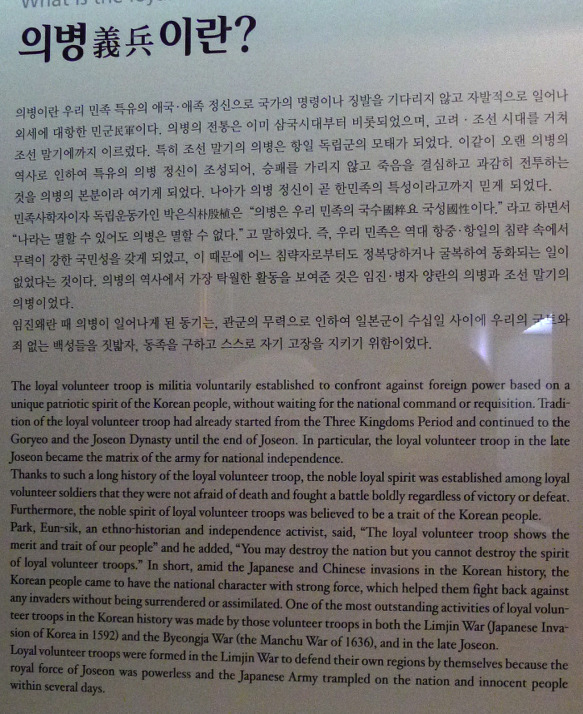 What is the loya
의병義兵이란?
의병이란 우리 민족 특유의 애국·애족 정신으로 국가의 명령이나 징발을 기다리지 않고 자발적으로 일어나
외세에 대항한 민군民軍이다. 의병의 전통은 이미 삼국시대부터 비롯되었으며, 고려 · 조선 시대를 거쳐
조선 말기에까지 이르렀다. 특히 조선 말기의 의병은 항일 독립군의 모태가 되었다. 이같이 오랜 의병의
역사로 인하여 특유의 의병 정신이 조성되어, 승패를 가리지 않고 죽음을 결심하고 과감히 전투하는
것을 의병의 본분이라 여기게 되었다. 나아가 의병 정신이 곧 한민족의 특성이라고까지 믿게 되었다.
민족사학자이자 독립운동가인 박은식朴殷植은 “의병은 우리 민족의 국수國粹요 국성國性이다.” 라고 하면서
“나라는 멸할 수 있어도 의병은 멸할 수 없다.”고 말하였다. 즉, 우리 민족은 역대 항중·항일의 침략 속에서
무력이 강한 국민성을 갖게 되었고, 이 때문에 어느 침략자로부터도 정복당하거나 굴복하여 동화되는 일이
없었다는 것이다. 의병의 역사에서 가장 탁월한 활동을 보여준 것은 임진·병자 양란의 의병과 조선 말기의
의병이었다.
임진왜란 때 의병이 일어나게 된 동기는, 관군의 무력으로 인하여 일본군이 수십일 사이에 우리의 국토와
죄 없는 백성들을 짓밟자, 동족을 구하고 스스로 자기 고장을 지키기 위함이었다.
The loyal volunteer troop is militia voluntarily established to confront against foreign power based on a
unique patriotic spirit of the Korean people, without waiting for the national command or requisition. Tradi-
tion of the loyal volunteer troop had already started from the Three Kingdoms Period and continued to the
Goryeo and the Joseon Dynasty until the end of Joseon. In particular, the loyal volunteer troop in the late
Joseon became the matrix of the army for national independence.
Thanks to such a long history of the loyal volunteer troop, the noble loyal spirit was established among loyal
volunteer soldiers that they were not afraid of death and fought a battle boldly regardless of victory or defeat.
Furthermore, the noble spirit of loyal volunteer troops was believed to be a trait of the Korean people.
Park, Eun-sik, an ethno-historian and independence activist, said, “The loyal volunteer troop shows the
merit and trait of our people” and he added, “You may destroy the nation but you cannot destroy the spirit
of loyal volunteer troops.” In short, amid the Japanese and Chinese invasions in the Korean history, the
Korean people came to have the national character with strong force, which helped them fight back against
any invaders without being surrendered or assimilated. One of the most outstanding activities of loyal volun-
teer troops in the Korean history was made by those volunteer troops in both the Limjin War (Japanese Inva-
sion of Korea in 1592) and the Byeongja War (the Manchu War of 1636), and in the late Joseon.
Loyal volunteer troops were formed in the Limjin War to defend their own regions by themselves because the
royal force of Joseon was powerless and the Japanese Army trampled on the nation and innocent people
within several days.